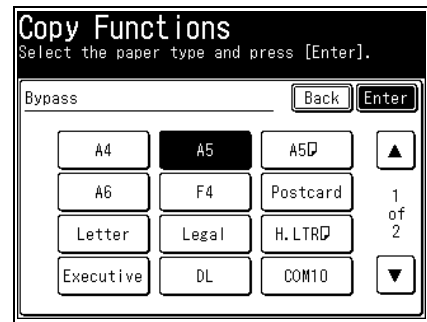 Copy Functions
Select the paper type and press [Enter].
Bypass Back Enter
A4 A5 A5
A6 F4 Postcard
Letter Legal H.LTR
Executive DL COM10
1
of
2